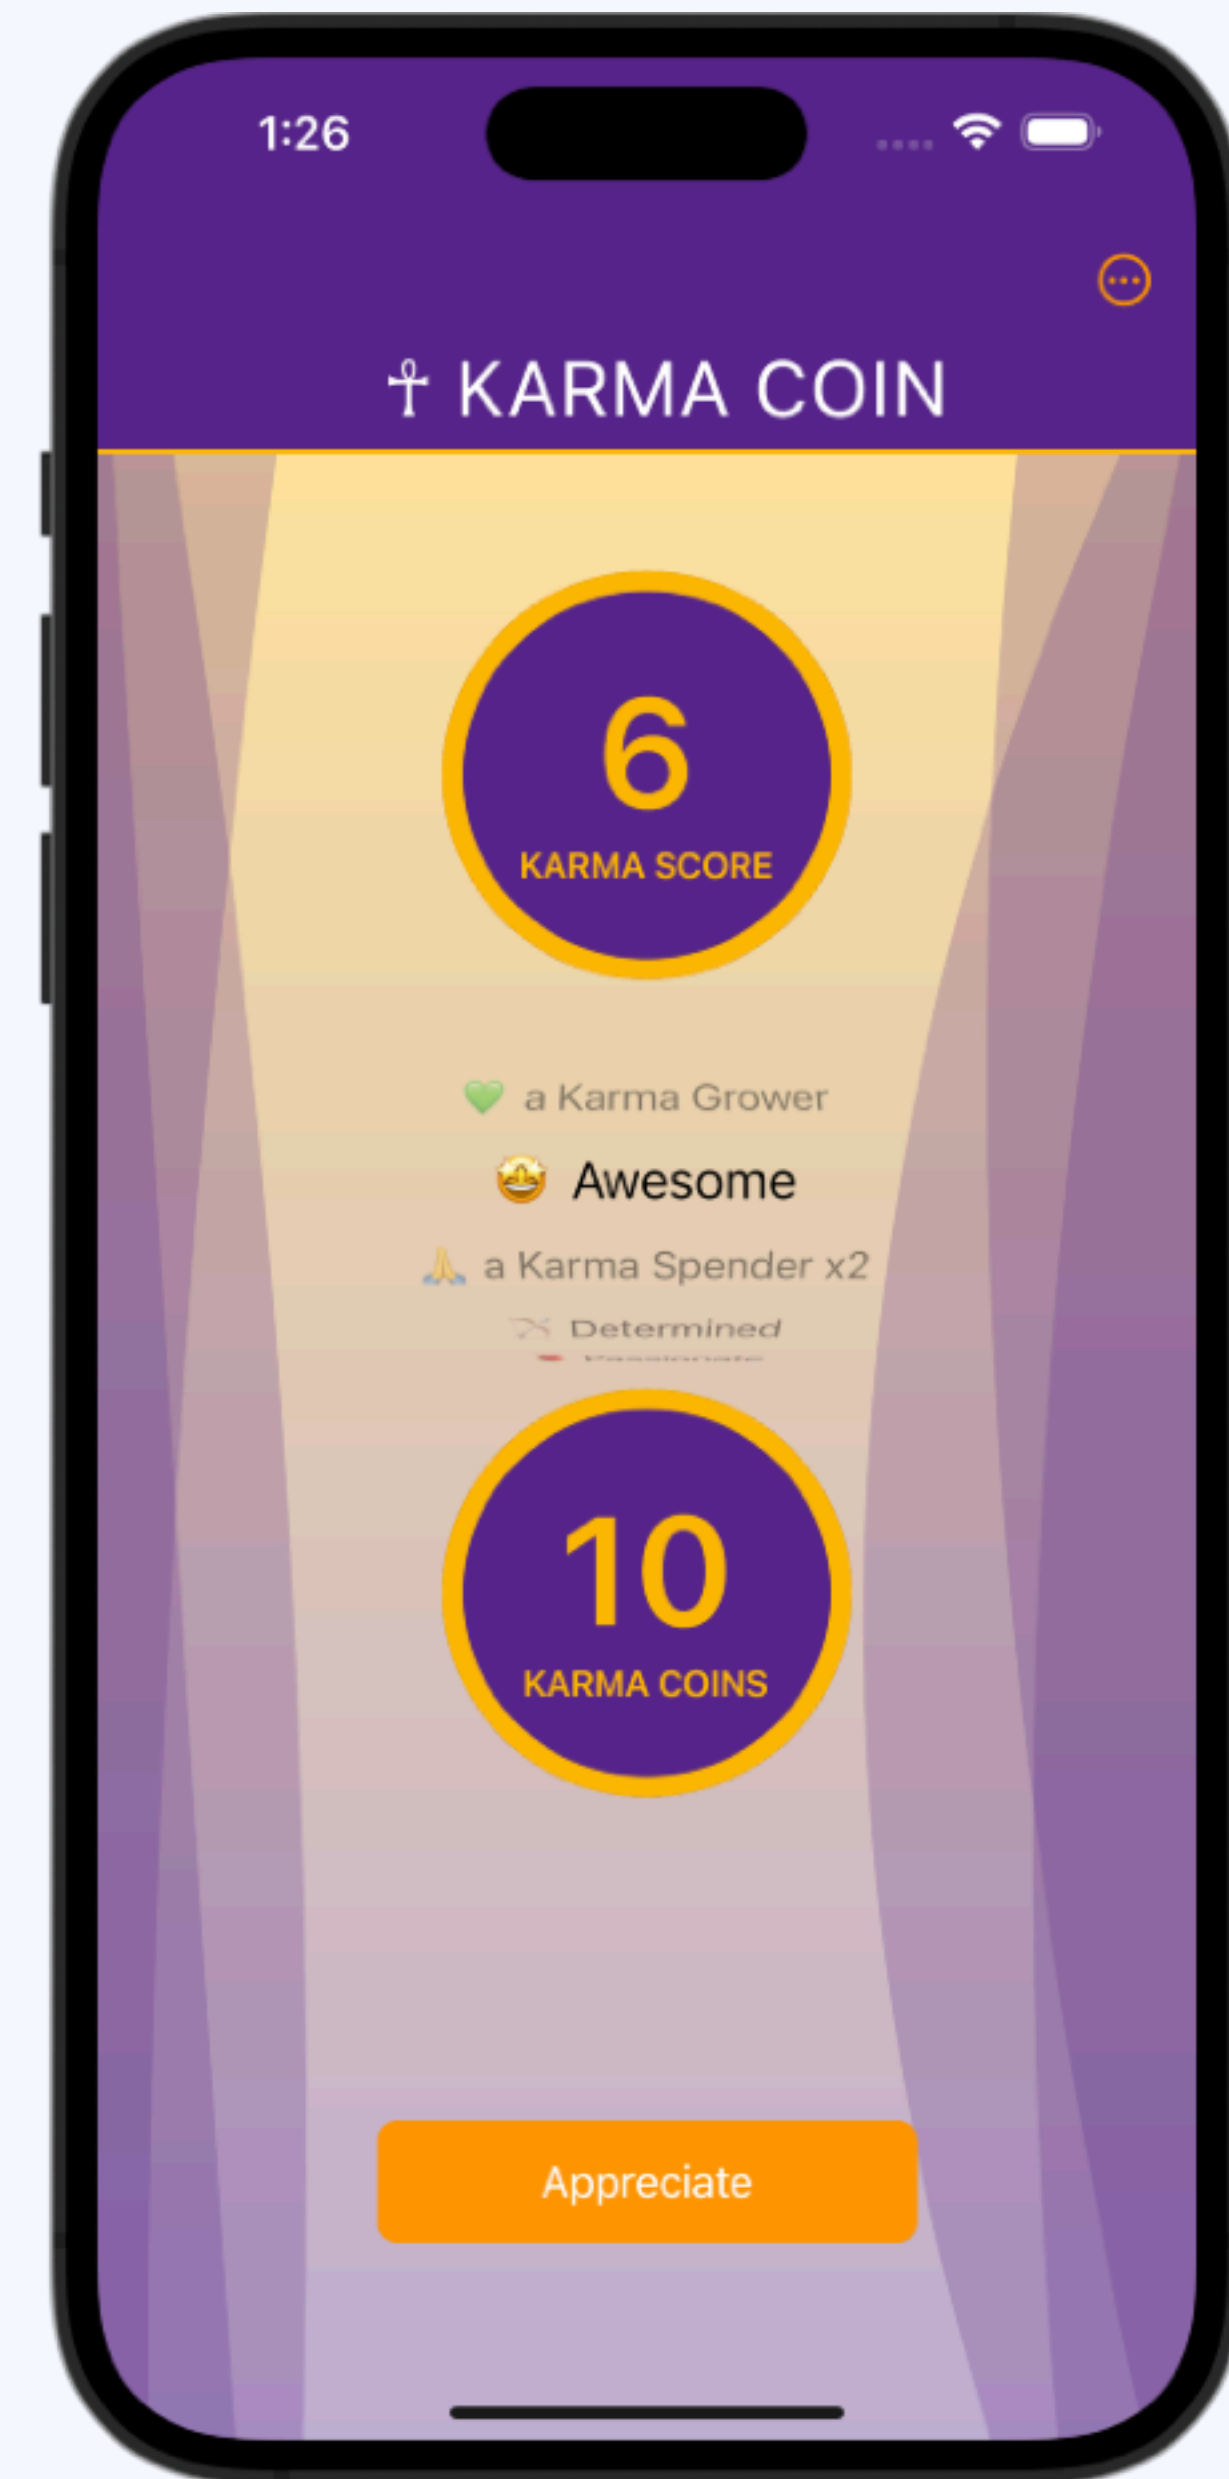 1:26
☥ KARMA COIN
6
KARMA SCORE
💚 a Karma Grower
🤩 Awesome
🙏 a Karma Spender x2
🏹 Determined
10
KARMA COINS
Appreciate